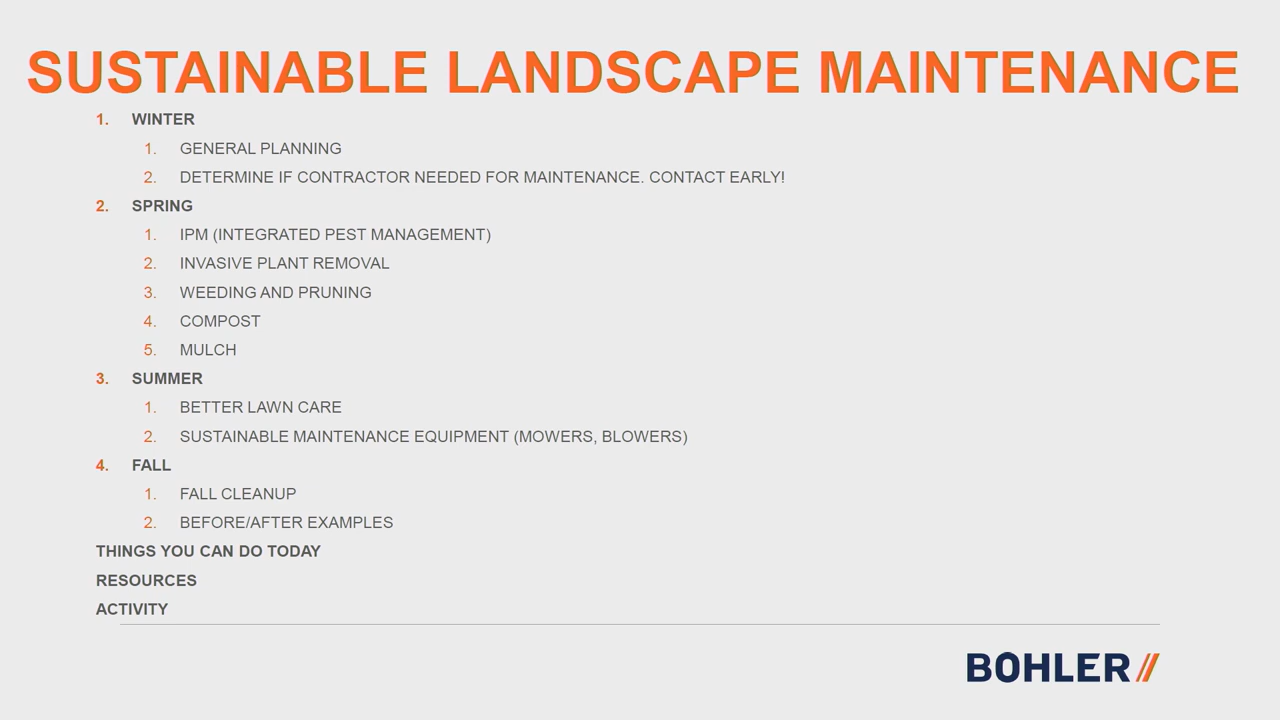 SUSTAINABLE LANDSCAPE MAINTENANCE
1. WINTER
1. GENERAL PLANNING
2. DETERMINE IF CONTRACTOR NEEDED FOR MAINTENANCE. CONTACT EARLY!
2. SPRING
1. IPM (INTEGRATED PEST MANAGEMENT)
2. INVASIVE PLANT REMOVAL
3. WEEDING AND PRUNING
4. COMPOST
5. MULCH
3. SUMMER
1. BETTER LAWN CARE
2. SUSTAINABLE MAINTENANCE EQUIPMENT (MOWERS, BLOWERS)
4. FALL
1. FALL CLEANUP
2. BEFORE/AFTER EXAMPLES
THINGS YOU CAN DO TODAY
RESOURCES
ACTIVITY
BOHLER//